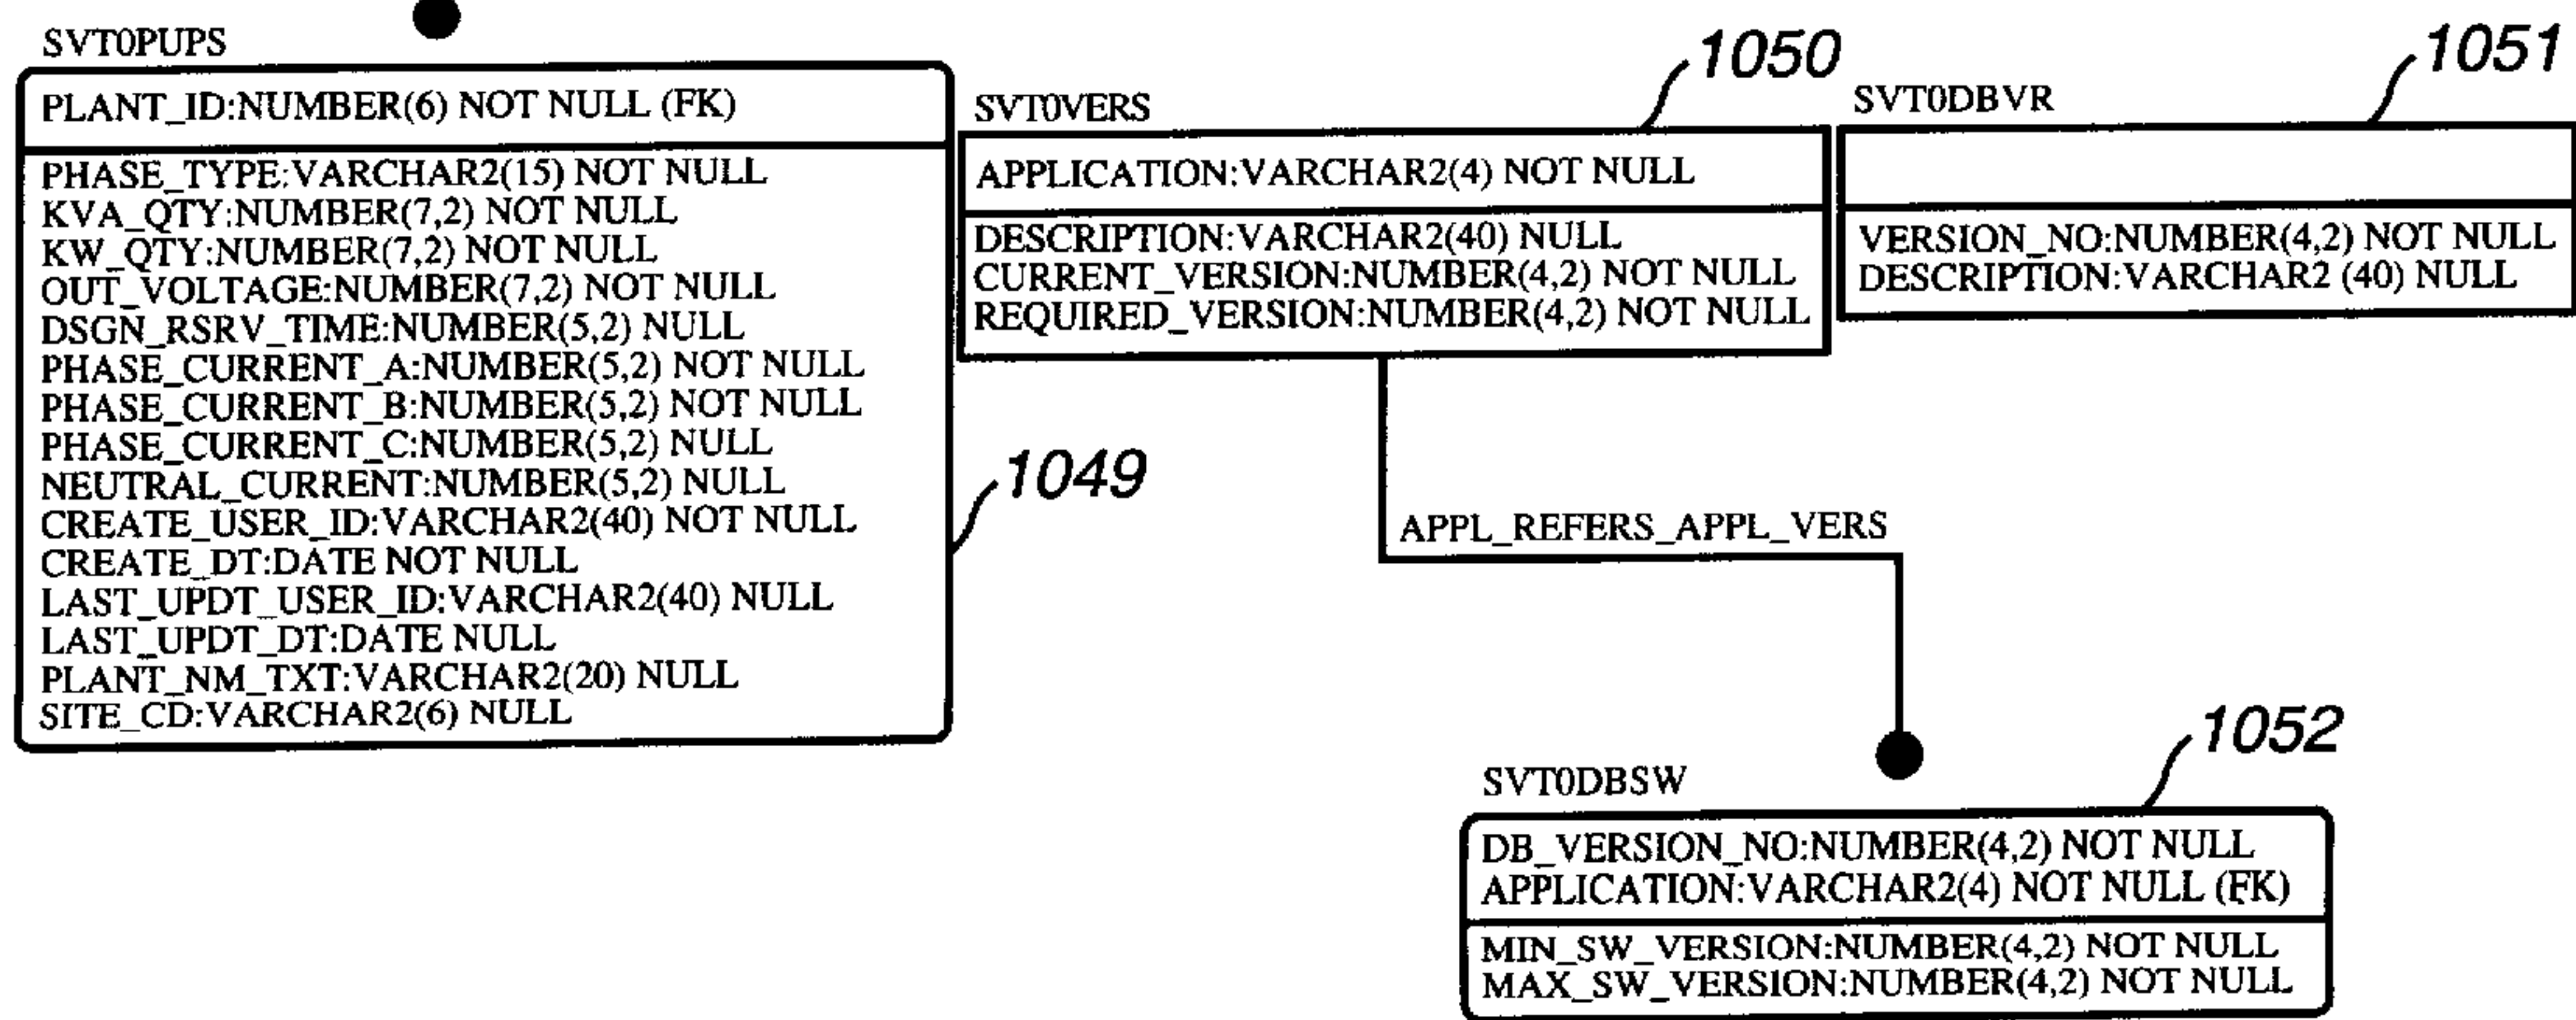 SVT0PUPS
PLANT_ID:NUMBER(6) NOT NULL (FK)
PHASE_TYPE:VARCHAR2(15) NOT NULL
KVA_QTY:NUMBER(7,2) NOT NULL
KW_QTY:NUMBER(7,2) NOT NULL
OUT_VOLTAGE:NUMBER(7,2) NOT NULL
DSGN_RSRV_TIME:NUMBER(5,2) NULL
PHASE_CURRENT_A:NUMBER(5,2) NOT NULL
PHASE_CURRENT_B:NUMBER(5,2) NOT NULL
PHASE_CURRENT_C:NUMBER(5,2) NULL
NEUTRAL_CURRENT:NUMBER(5,2) NULL
CREATE_USER_ID:VARCHAR2(40) NOT NULL
CREATE_DT:DATE NOT NULL
LAST_UPDT_USER_ID:VARCHAR2(40) NULL
LAST_UPDT_DT:DATE NULL
PLANT_NM_TXT:VARCHAR2(20) NULL
SITE_CD:VARCHAR2(6) NULL
1049
1050
SVT0VERS
APPLICATION:VARCHAR2(4) NOT NULL
DESCRIPTION:VARCHAR2(40) NULL
CURRENT_VERSION:NUMBER(4,2) NOT NULL
REQUIRED_VERSION:NUMBER(4,2) NOT NULL
1051
SVT0DBVR
VERSION_NO:NUMBER(4,2) NOT NULL
DESCRIPTION:VARCHAR2 (40) NULL
APPL_REFERS_APPL_VERS
1052
SVT0DBSW
DB_VERSION_NO:NUMBER(4,2) NOT NULL
APPLICATION:VARCHAR2(4) NOT NULL (FK)
MIN_SW_VERSION:NUMBER(4,2) NOT NULL
MAX_SW_VERSION:NUMBER(4,2) NOT NULL